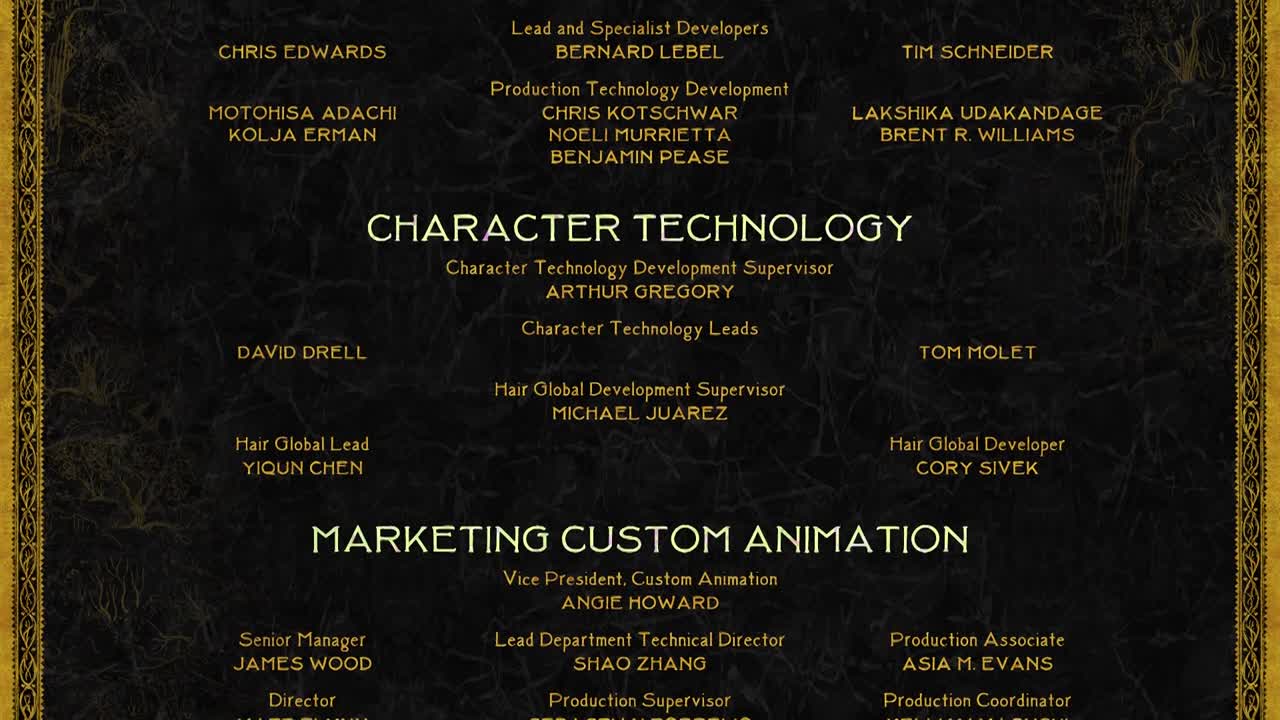 Lead and Specialist Developers
CHRIS EDWARDS BERNARD LEBEL TIM SCHNEIDER
Production Technology Development
MOTOHISA ADACHI CHRIS KOTSCHWAR LAKSHIKA UDAKANDAGE
KOLJA ERMAN NOELI MURRIETTA BRENT R. WILLIAMS
BENJAMIN PEASE
CHARACTER TECHNOLOGY
Character Technology Development Supervisor
ARTHUR GREGORY
Character Technology Leads
DAVID DRELL TOM MOLET
Hair Global Development Supervisor
MICHAEL JUAREZ
Hair Global Lead Hair Global Developer
YIQUN CHEN CORY SIVEK
MARKETING CUSTOM ANIMATION
Vice President, Custom Animation
ANGIE HOWARD
Senior Manager Lead Department Technical Director Production Associate
JAMES WOOD SHAO ZHANG ASIA M. EVANS
Director Production Supervisor Production Coordinator